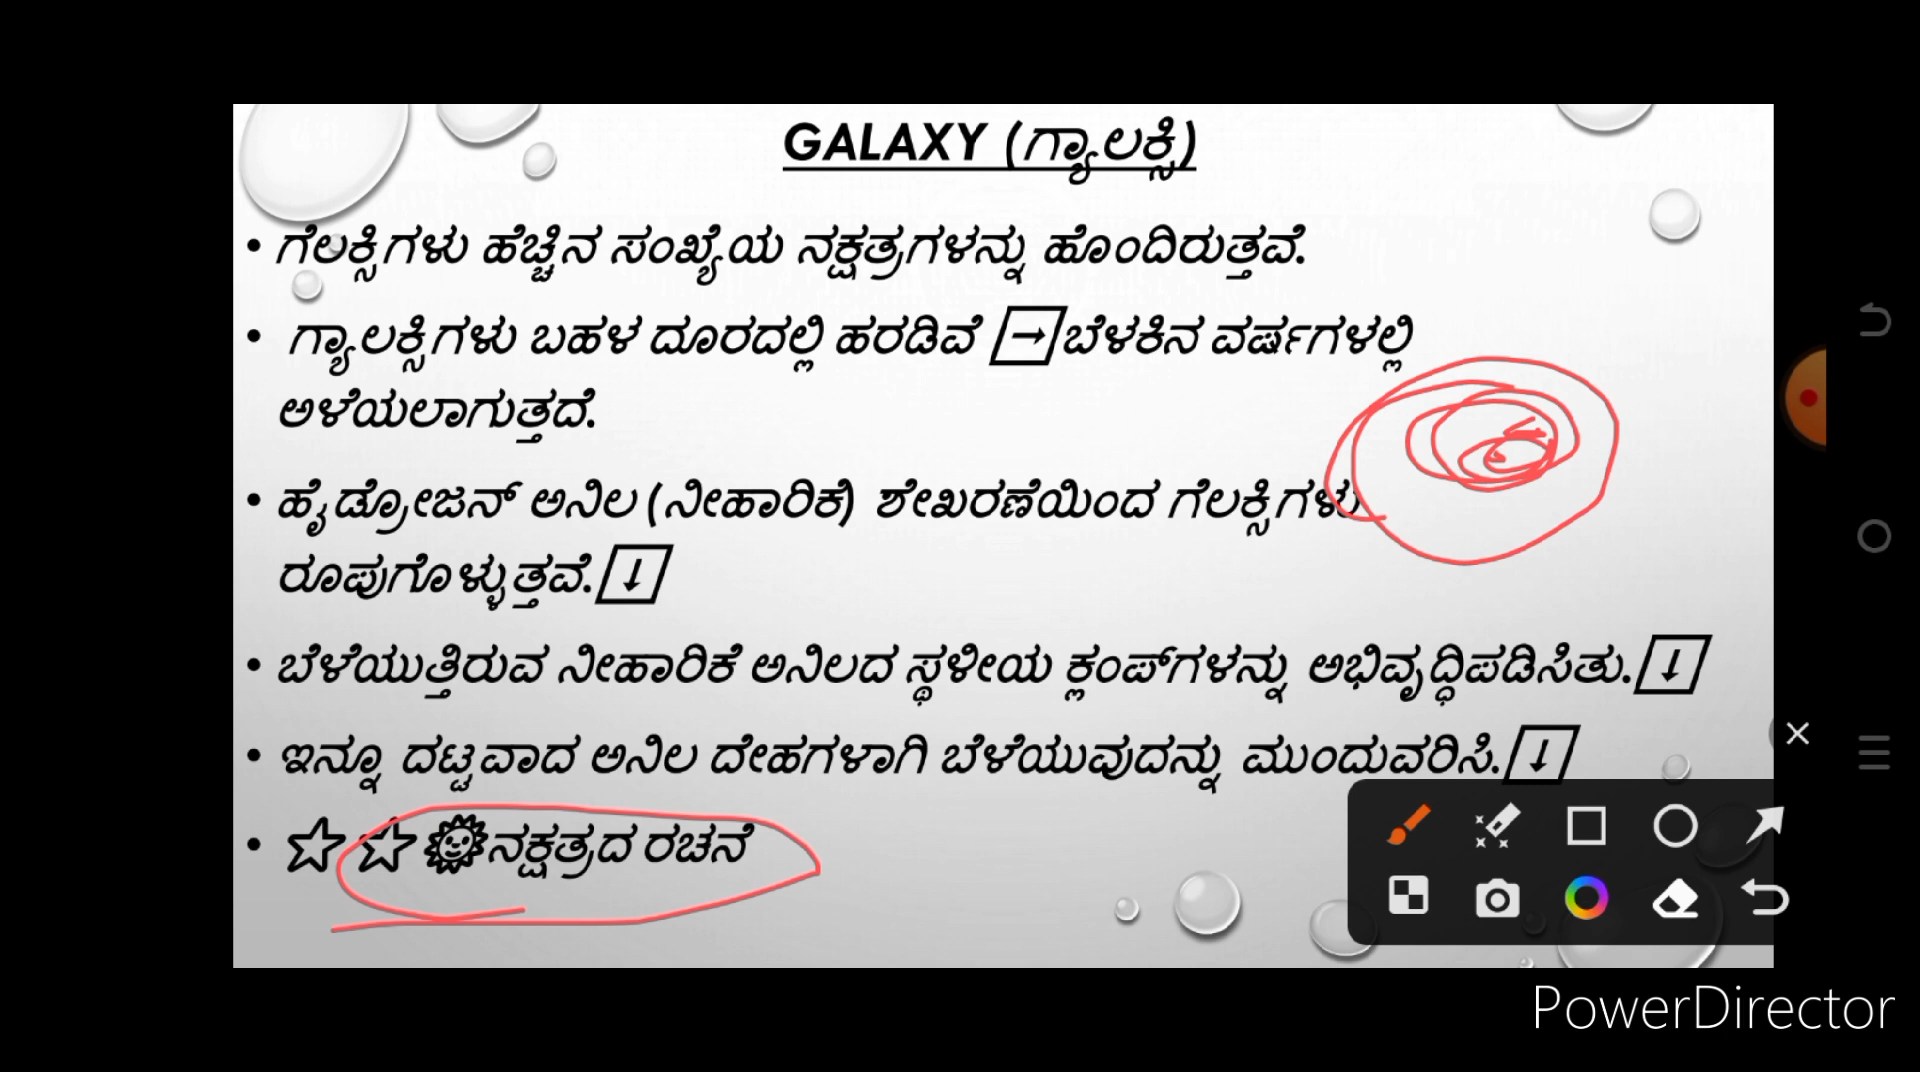 GALAXY (ಗ್ಯಾಲಕ್ಸಿ)
• ಗೆಲಕ್ಸಿಗಳು ಹೆಚ್ಚಿನ ಸಂಖ್ಯೆಯ ನಕ್ಷತ್ರಗಳನ್ನು ಹೊಂದಿರುತ್ತವೆ.
• ಗ್ಯಾಲಕ್ಸಿಗಳು ಬಹಳ ದೂರದಲ್ಲಿ ಹರಡಿವೆ ➡ಬೆಳಕಿನ ವರ್ಷಗಳಲ್ಲಿ
ಅಳೆಯಲಾಗುತ್ತದೆ.
• ಹೈಡ್ರೋಜನ್ ಅನಿಲ (ನೀಹಾರಿಕೆ) ಶೇಖರಣೆಯಿಂದ ಗೆಲಕ್ಸಿಗಳು
ರೂಪುಗೊಳ್ಳುತ್ತವೆ.⬇
• ಬೆಳೆಯುತ್ತಿರುವ ನೀಹಾರಿಕೆ ಅನಿಲದ ಸ್ಥಳೀಯ ಕ್ಲಂಪ್‌ಗಳನ್ನು ಅಭಿವೃದ್ಧಿಪಡಿಸಿತು.⬇
• ಇನ್ನೂ ದಟ್ಟವಾದ ಅನಿಲ ದೇಹಗಳಾಗಿ ಬೆಳೆಯುವುದನ್ನು ಮುಂದುವರಿಸಿ.⬇
• ⭐⭐🌞ನಕ್ಷತ್ರದ ರಚನೆ
PowerDirector